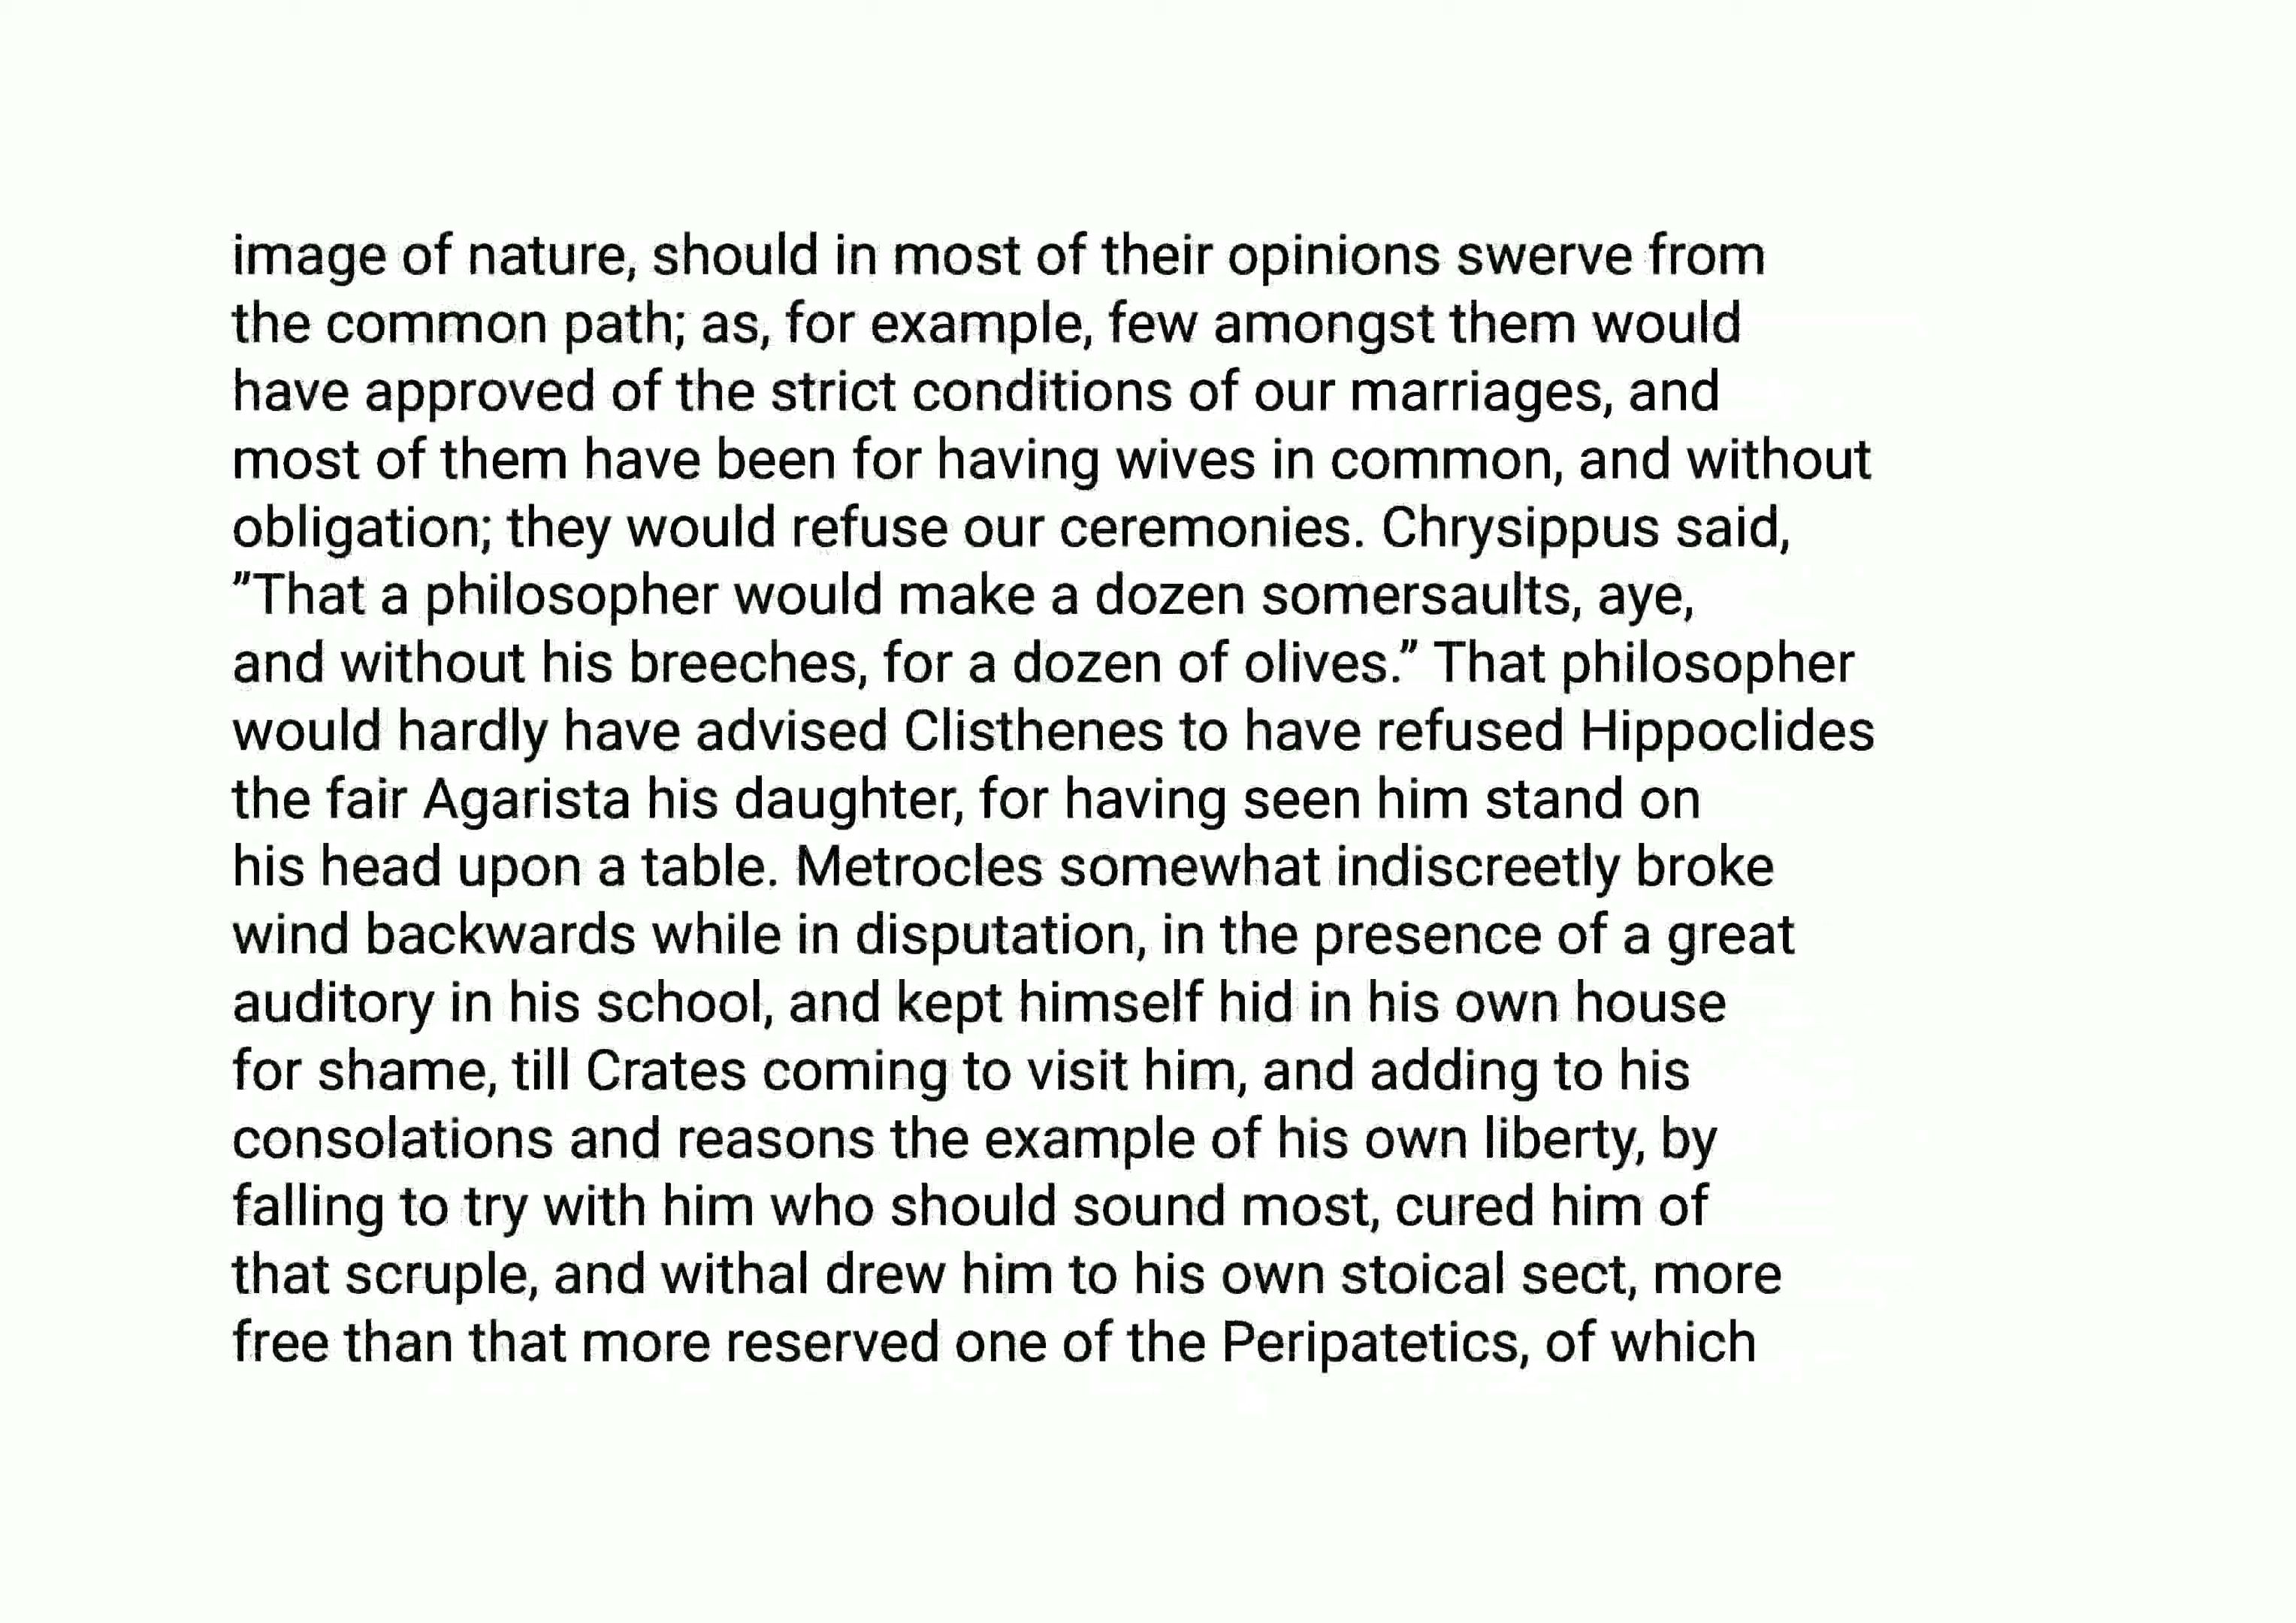 image of nature, should in most of their opinions swerve from
the common path; as, for example, few amongst them would
have approved of the strict conditions of our marriages, and
most of them have been for having wives in common, and without
obligation; they would refuse our ceremonies. Chrysippus said,
"That a philosopher would make a dozen somersaults, aye,
and without his breeches, for a dozen of olives." That philosopher
would hardly have advised Clisthenes to have refused Hippoclides
the fair Agarista his daughter, for having seen him stand on
his head upon a table. Metrocles somewhat indiscreetly broke
wind backwards while in disputation, in the presence of a great
auditory in his school, and kept himself hid in his own house
for shame, till Crates coming to visit him, and adding to his
consolations and reasons the example of his own liberty, by
falling to try with him who should sound most, cured him of
that scruple, and withal drew him to his own stoical sect, more
free than that more reserved one of the Peripatetics, of which